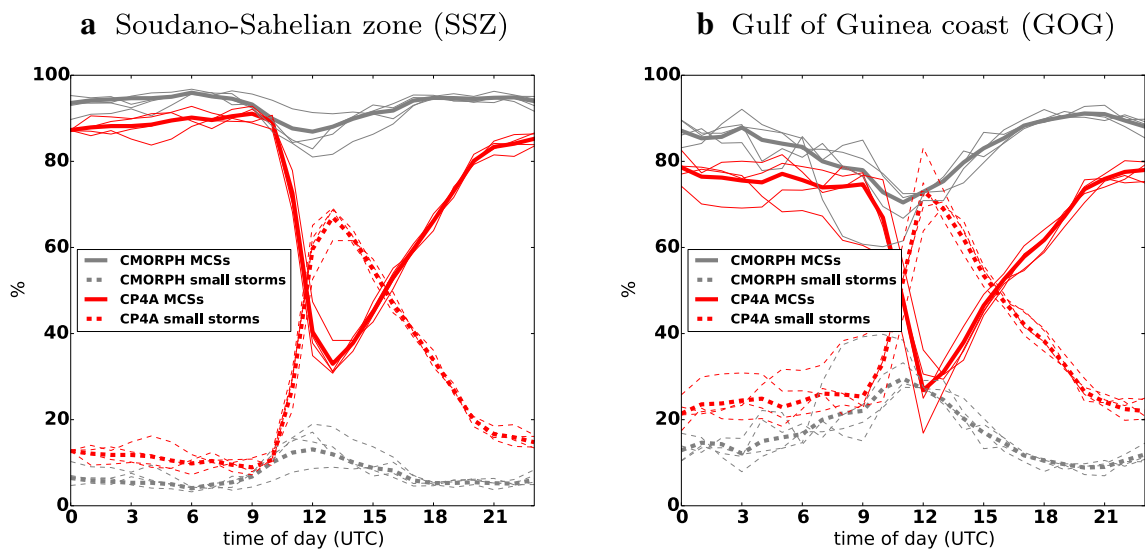 a Soudano-Sahelian zone (SSZ)
100
80
60
40
20
0
%
CMORPH MCSs
CMORPH small storms
CP4A MCSs
CP4A small storms
0 3 6 9 12 15 18 21
time of day (UTC)
b Gulf of Guinea coast (GOG)
100
80
60
40
20
0
%
CMORPH MCSs
CMORPH small storms
CP4A MCSs
CP4A small storms
0 3 6 9 12 15 18 21
time of day (UTC)